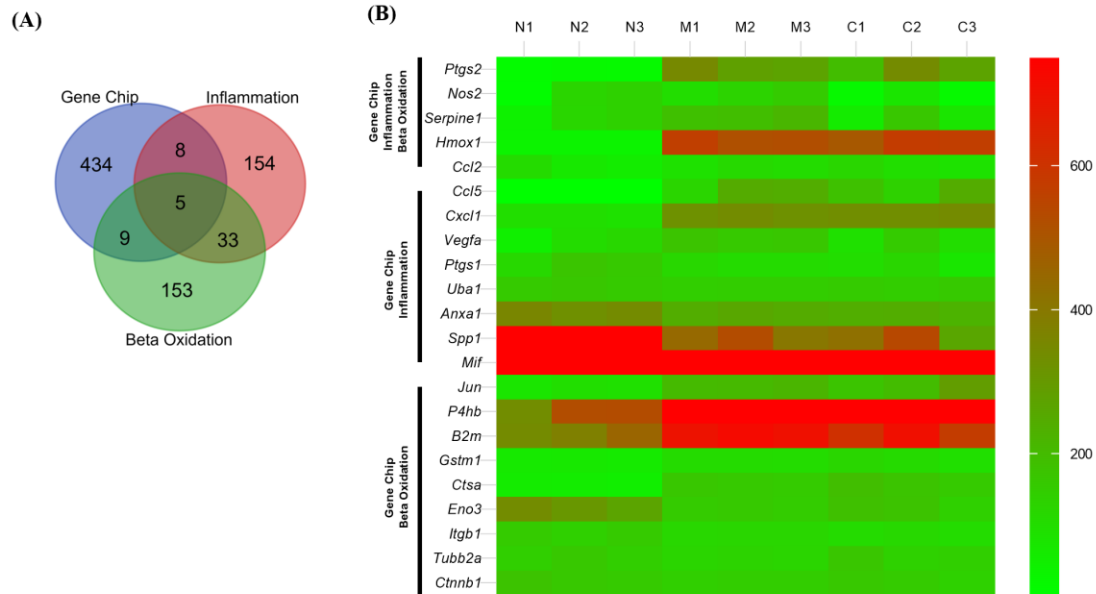 (A)
Gene Chip
Inflammation
434
8
154
5
9
33
153
Beta Oxidation
(B)
N1 N2 N3 M1 M2 M3 C1 C2 C3
Gene Chip
Inflammation
Beta Oxidation
Ptgs2
Nos2
Serpine1
Hmox1
Ccl2
Gene Chip
Inflammation
Ccl5
Cxcl1
Vegfa
Ptgs1
Uba1
Anxa1
Spp1
Mif
Gene Chip
Beta Oxidation
Jun
P4hb
B2m
Gstm1
Ctsa
Eno3
Itgb1
Tubb2a
Ctnnb1
600
400
200